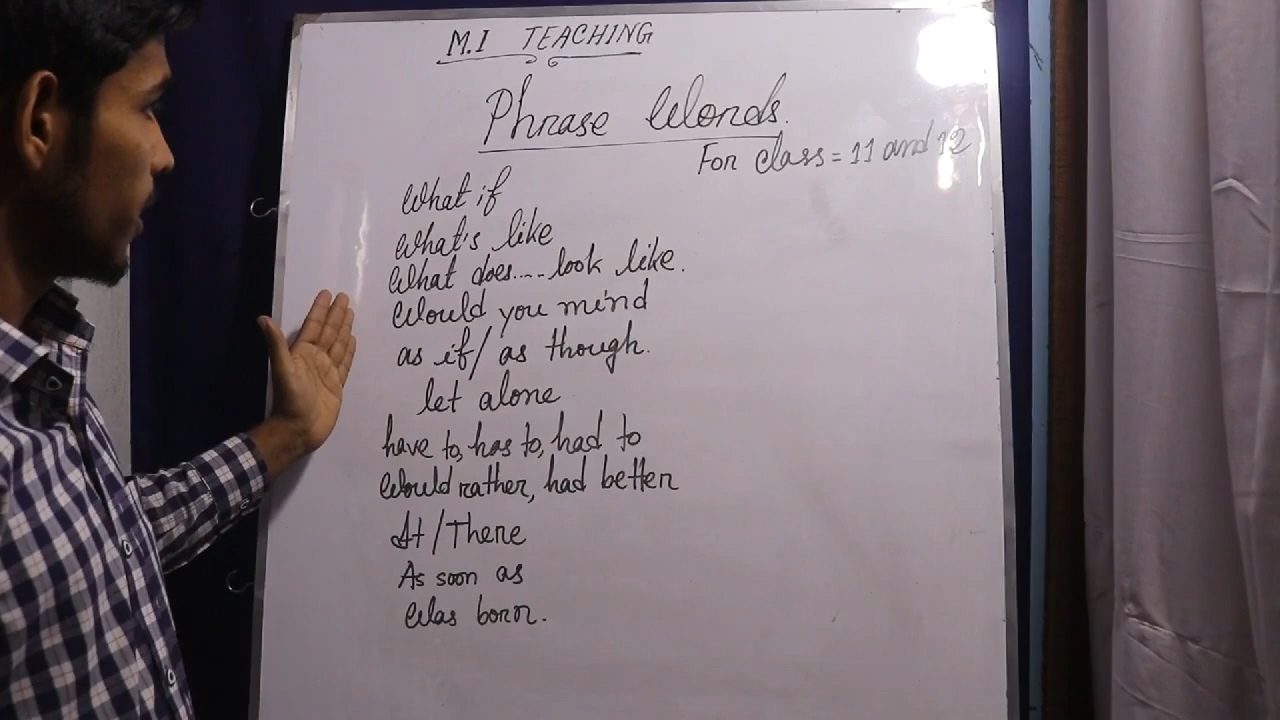 M.I TEACHING
Phrase Words.
For class = 11 and 12
What if
What's like
What does.....look like.
Would you mind
as if/ as though.
let alone
have to, has to, had to
Would rather, had better
It/There
As soon as
Was born.